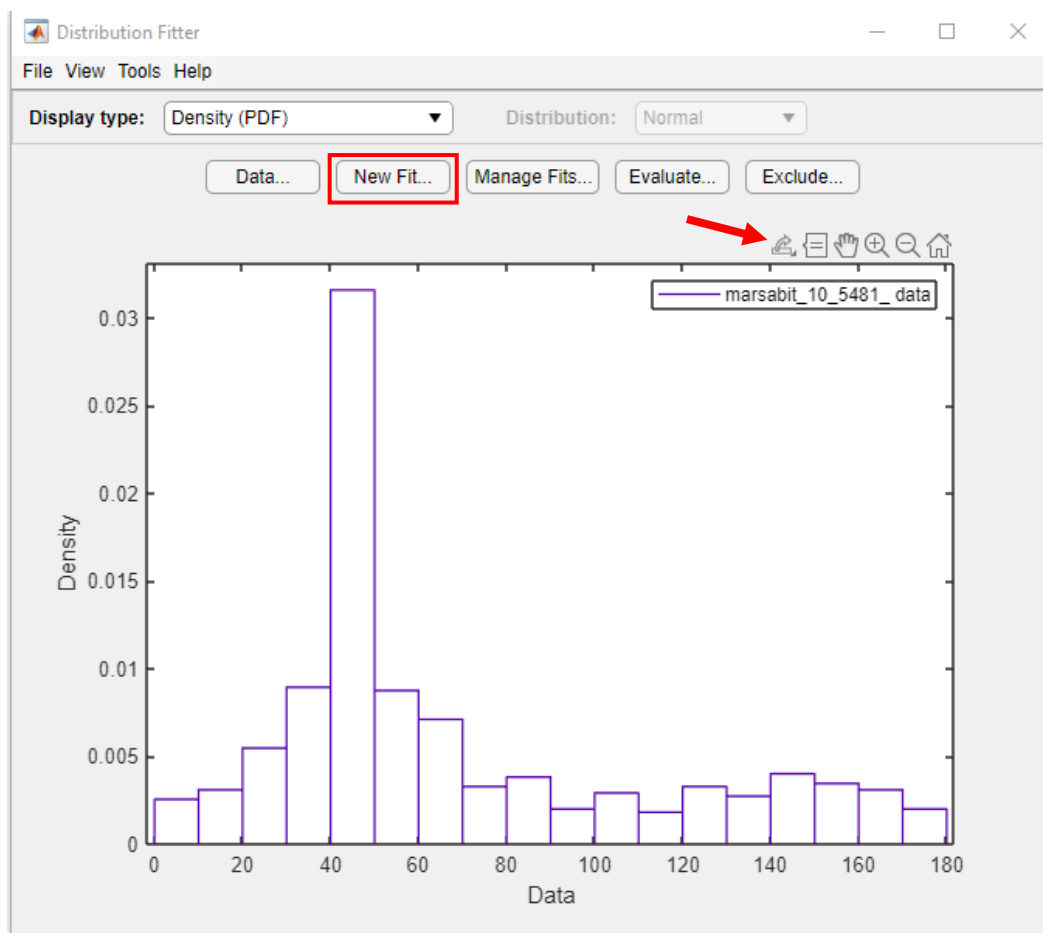 Distribution Fitter
File View Tools Help
Display type: Density (PDF) Distribution: Normal
Data... New Fit... Manage Fits... Evaluate... Exclude...
marsabit_10_5481_ data
0.03
0.025
0.02
0.015
0.01
0.005
0
Density
0 20 40 60 80 100 120 140 160 180
Data